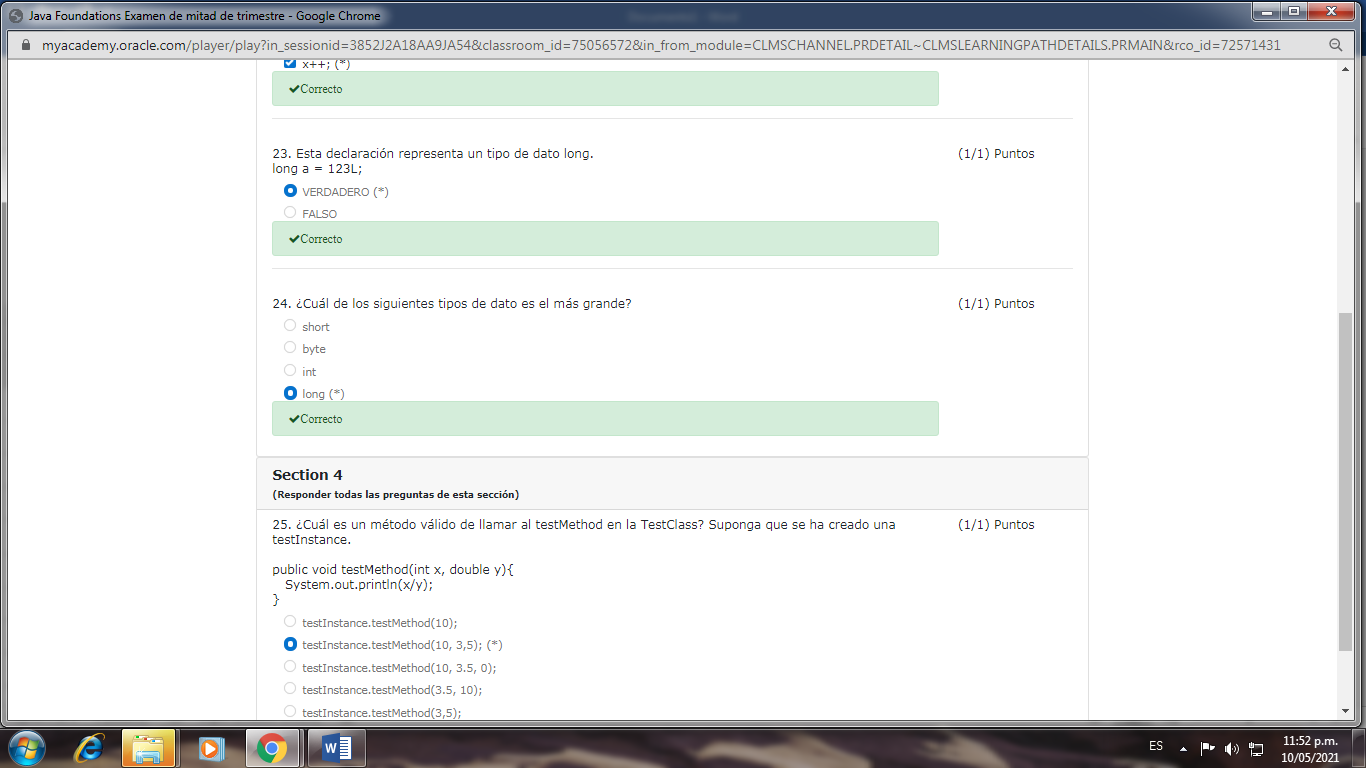 Java Foundations Examen de mitad de trimestre - Google Chrome
myacademy.oracle.com/player/play?in_sessionid=3852J2A18AA9JA54&classroom_id=75056572&in_from_module=CLMSCHANNEL.PRDETAIL~CLMSLEARNINGPATHDETAILS.PRMAIN&rco_id=72571431
x++; (*)
Correcto
23. Esta declaración representa un tipo de dato long. (1/1) Puntos
long a = 123L;
VERDADERO (*)
FALSO
Correcto
24. ¿Cuál de los siguientes tipos de dato es el más grande? (1/1) Puntos
short
byte
int
long (*)
Correcto
Section 4
(Responder todas las preguntas de esta sección)
25. ¿Cuál es un método válido de llamar al testMethod en la TestClass? Suponga que se ha creado una (1/1) Puntos
testInstance.
public void testMethod(int x, double y){
System.out.println(x/y);
}
testInstance.testMethod(10);
testInstance.testMethod(10, 3,5); (*)
testInstance.testMethod(10, 3.5, 0);
testInstance.testMethod(3.5, 10);
testInstance.testMethod(3,5);
ES
11:52 p.m.
10/05/2021